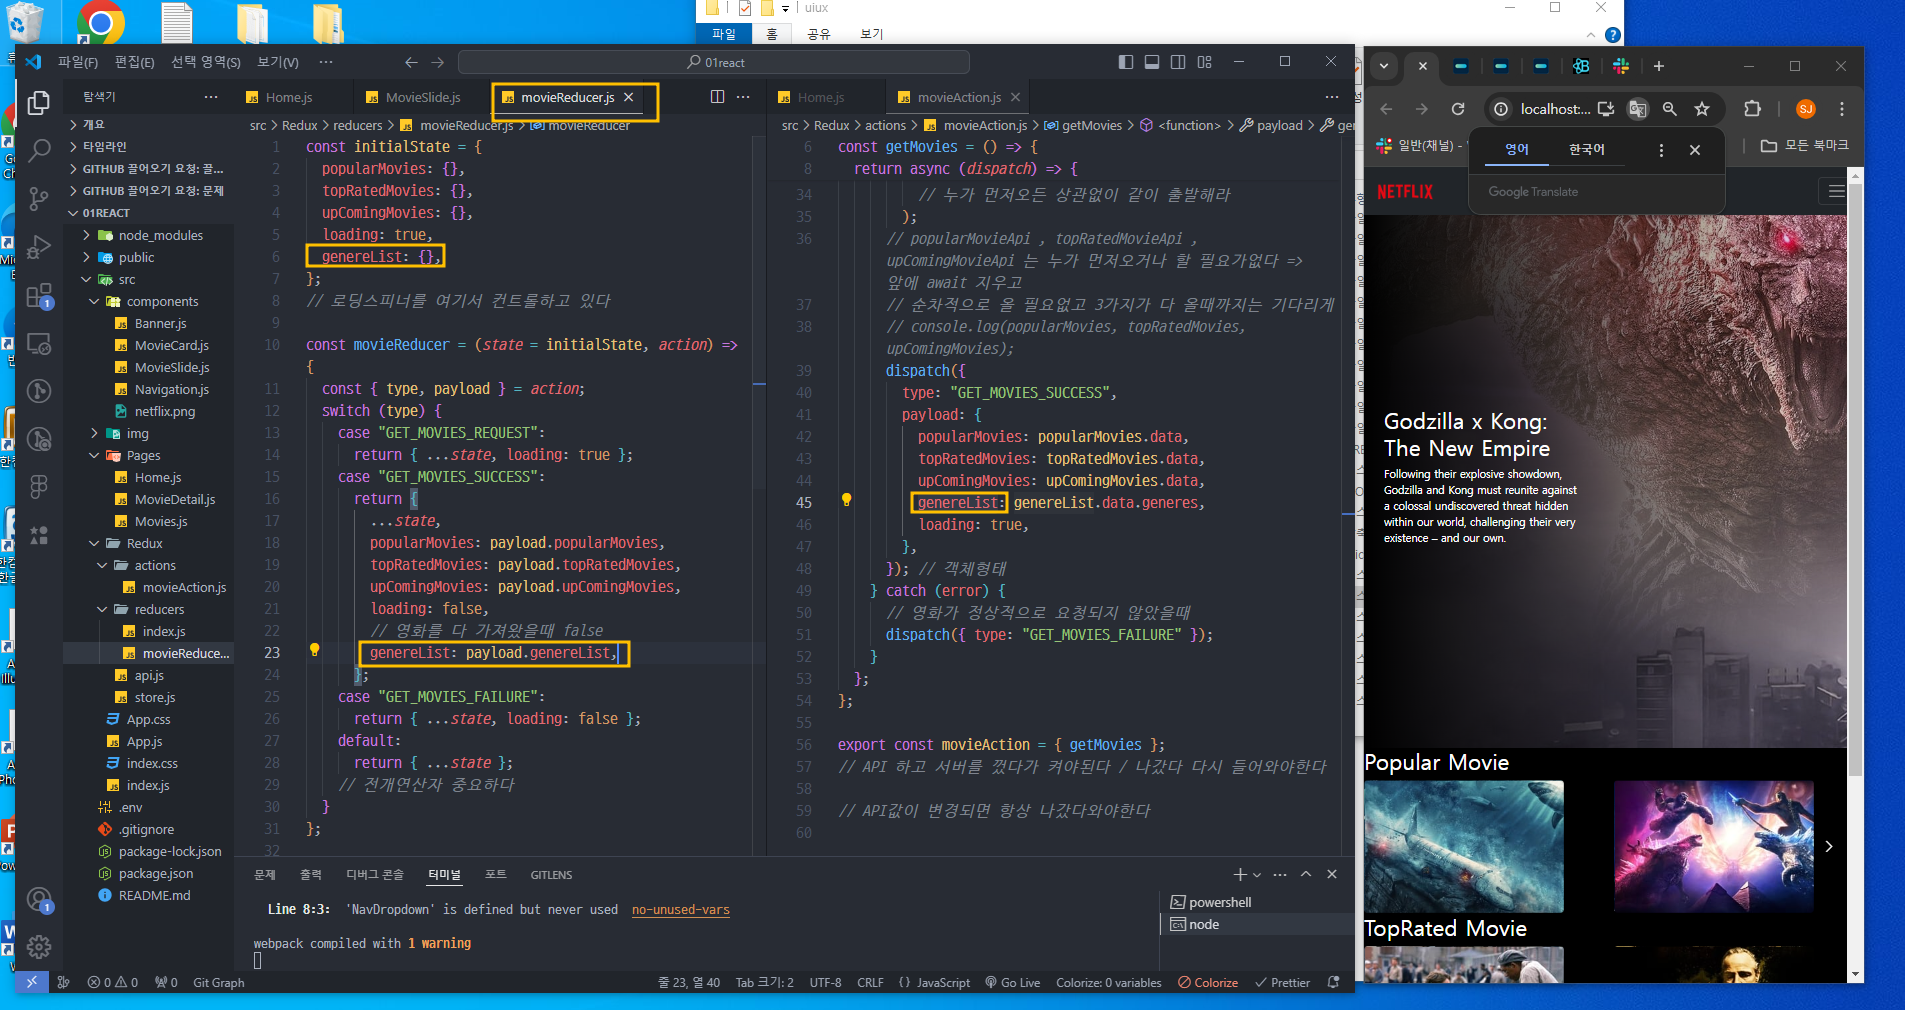 uiux
파일 홈 공유 보기
파일(F) 편집(E) 선택 영역(S) 보기(V) ···
01react
탐색기
개요
타임라인
GITHUB 끌어오기 요청: 끌...
GITHUB 끌어오기 요청: 문제
01REACT
node_modules
public
src
components
Banner.js
MovieCard.js
MovieSlide.js
Navigation.js
netflix.png
img
Pages
Home.js
MovieDetail.js
Movies.js
Redux
actions
movieAction.js
reducers
index.js
movieReduce...
api.js
store.js
App.css
App.js
index.css
index.js
.env
.gitignore
package-lock.json
package.json
README.md
Home.js MovieSlide.js movieReducer.js
src > Redux > reducers > movieReducer.js > movieReducer
1 const initialState = {
2 popularMovies: {},
3 topRatedMovies: {},
4 upComingMovies: {},
5 loading: true,
6 genereList: {},
7 };
8 // 로딩스피너를 여기서 컨트롤하고 있다
9
10 const movieReducer = (state = initialState, action) =>
{
11 const { type, payload } = action;
12 switch (type) {
13 case "GET_MOVIES_REQUEST":
14 return { ...state, loading: true };
15 case "GET_MOVIES_SUCCESS":
16 return {
17 ...state,
18 popularMovies: payload.popularMovies,
19 topRatedMovies: payload.topRatedMovies,
20 upComingMovies: payload.upComingMovies,
21 loading: false,
22 // 영화를 다 가져왔을때 false
23 genereList: payload.genereList,
24 };
25 case "GET_MOVIES_FAILURE":
26 return { ...state, loading: false };
27 default:
28 return { ...state };
29 // 전개연산자 중요하다
30 }
31 };
32
Home.js movieAction.js
src > Redux > actions > movieAction.js > getMovies > <function> > payload > ger
6 const getMovies = () => {
8 return async (dispatch) => {
34 // 누가 먼저오든 상관없이 같이 출발해라
35 );
36 // popularMovieApi , topRatedMovieApi ,
upComingMovieApi 는 누가 먼저오거나 할 필요가없다 =>
앞에 await 지우고
37 // 순차적으로 올 필요없고 3가지가 다 올때까지는 기다리게
38 // console.log(popularMovies, topRatedMovies,
upComingMovies);
39 dispatch({
40 type: "GET_MOVIES_SUCCESS",
41 payload: {
42 popularMovies: popularMovies.data,
43 topRatedMovies: topRatedMovies.data,
44 upComingMovies: upComingMovies.data,
45 genereList: genereList.data.generes,
46 loading: true,
47 },
48 }); // 객체형태
49 } catch (error) {
50 // 영화가 정상적으로 요청되지 않았을때
51 dispatch({ type: "GET_MOVIES_FAILURE" });
52 }
53 };
54 };
55
56 export const movieAction = { getMovies };
57 // API 하고 서버를 껐다가 켜야된다 / 나갔다 다시 들어와야한다
58
59 // API값이 변경되면 항상 나갔다와야한다
60
문제 출력 디버그 콘솔 터미널 포트 GITLENS
Line 8:3: 'NavDropdown' is defined but never used no-unused-vars
webpack compiled with 1 warning
powershell
node
0 0 0 Git Graph 줄 23, 열 40 Tab 크기: 2 UTF-8 CRLF {} JavaScript Go Live Colorize: 0 variables Colorize Prettier
localhost:... SJ
일반(채널) - 모든 북마크
영어 한국어
Google Translate
NETFLIX
Godzilla x Kong:
The New Empire
Following their explosive showdown,
Godzilla and Kong must reunite against
a colossal undiscovered threat hidden
within our world, challenging their very
existence – and our own.
Popular Movie
TopRated Movie